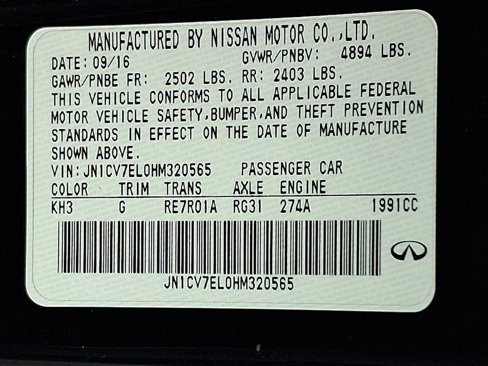 MANUFACTURED BY NISSAN MOTOR CO.,LTD.
DATE: 09/16 GVWR/PNBV: 4894 LBS.
GAWR/PNBE FR: 2502 LBS. RR: 2403 LBS.
THIS VEHICLE CONFORMS TO ALL APPLICABLE FEDERAL
MOTOR VEHICLE SAFETY,BUMPER,AND THEFT PREVENTION
STANDARDS IN EFFECT ON THE DATE OF MANUFACTURE
SHOWN ABOVE.
VIN:JN1CV7EL0HM320565 PASSENGER CAR
COLOR TRIM TRANS AXLE ENGINE
KH3 G RE7R01A RG31 274A 1991CC
JN1CV7EL0HM320565